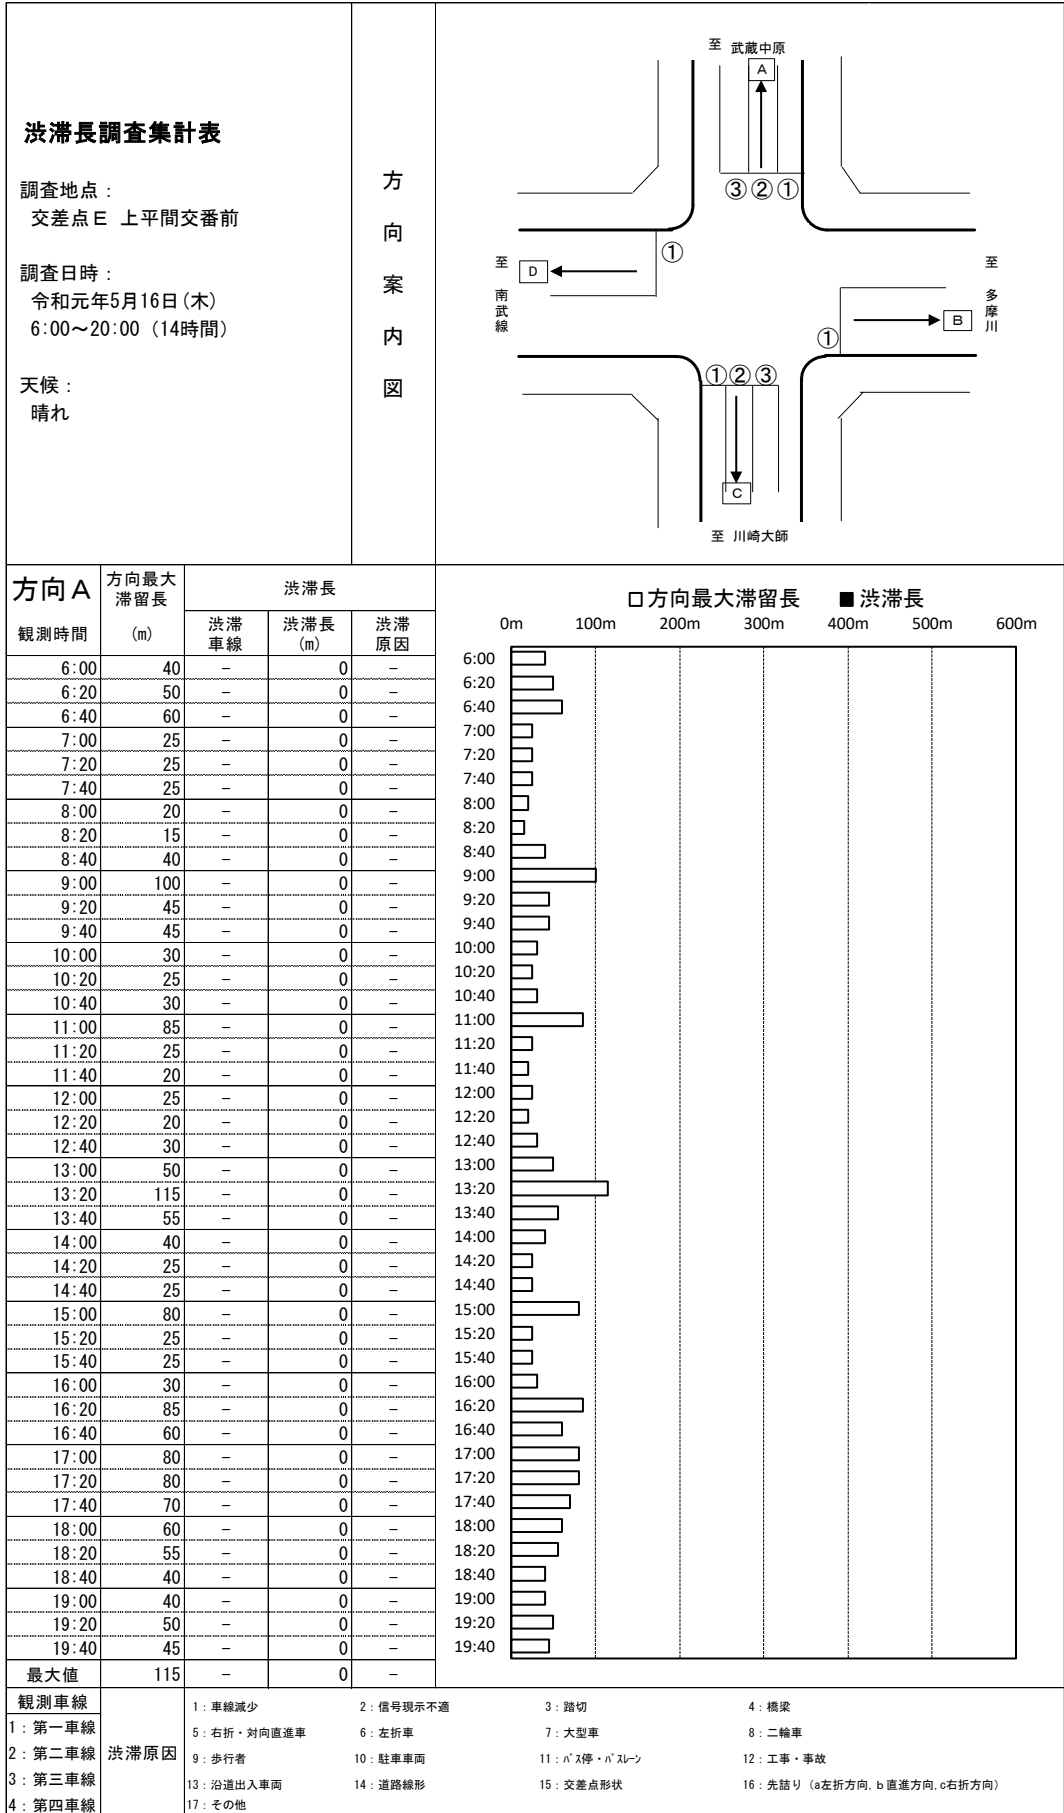 渋滞長調査集計表
調査地点：
交差点Ｅ 上平間交番前
調査日時：
令和元年5月16日(木)
6:00～20:00（14時間）
天候：
晴れ
方向案内図
至 武蔵中原
A
③②①
①
至 南武線
D
至 多摩川
B
①
①②③
C
至 川崎大師
方向Ａ 方向最大滞留長 渋滞長
観測時間 (m) 渋滞車線 渋滞長(m) 渋滞原因
6:00 40 － 0 －
6:20 50 － 0 －
6:40 60 － 0 －
7:00 25 － 0 －
7:20 25 － 0 －
7:40 25 － 0 －
8:00 20 － 0 －
8:20 15 － 0 －
8:40 40 － 0 －
9:00 100 － 0 －
9:20 45 － 0 －
9:40 45 － 0 －
10:00 30 － 0 －
10:20 25 － 0 －
10:40 30 － 0 －
11:00 85 － 0 －
11:20 25 － 0 －
11:40 20 － 0 －
12:00 25 － 0 －
12:20 20 － 0 －
12:40 30 － 0 －
13:00 50 － 0 －
13:20 115 － 0 －
13:40 55 － 0 －
14:00 40 － 0 －
14:20 25 － 0 －
14:40 25 － 0 －
15:00 80 － 0 －
15:20 25 － 0 －
15:40 25 － 0 －
16:00 30 － 0 －
16:20 85 － 0 －
16:40 60 － 0 －
17:00 80 － 0 －
17:20 80 － 0 －
17:40 70 － 0 －
18:00 60 － 0 －
18:20 55 － 0 －
18:40 40 － 0 －
19:00 40 － 0 －
19:20 50 － 0 －
19:40 45 － 0 －
最大値 115 － 0 －
□方向最大滞留長 ■渋滞長
0m 100m 200m 300m 400m 500m 600m
6:00
6:20
6:40
7:00
7:20
7:40
8:00
8:20
8:40
9:00
9:20
9:40
10:00
10:20
10:40
11:00
11:20
11:40
12:00
12:20
12:40
13:00
13:20
13:40
14:00
14:20
14:40
15:00
15:20
15:40
16:00
16:20
16:40
17:00
17:20
17:40
18:00
18:20
18:40
19:00
19:20
19:40
観測車線
1：第一車線
2：第二車線
3：第三車線
4：第四車線
渋滞原因
1：車線減少 2：信号現示不適 3：踏切 4：橋梁
5：右折・対向直進車 6：左折車 7：大型車 8：二輪車
9：歩行者 10：駐車車両 11：ﾊﾞｽ停・ﾊﾞｽﾚｰﾝ 12：工事・事故
13：沿道出入車両 14：道路線形 15：交差点形状 16：先詰り（a左折方向,ｂ直進方向,c右折方向）
17：その他